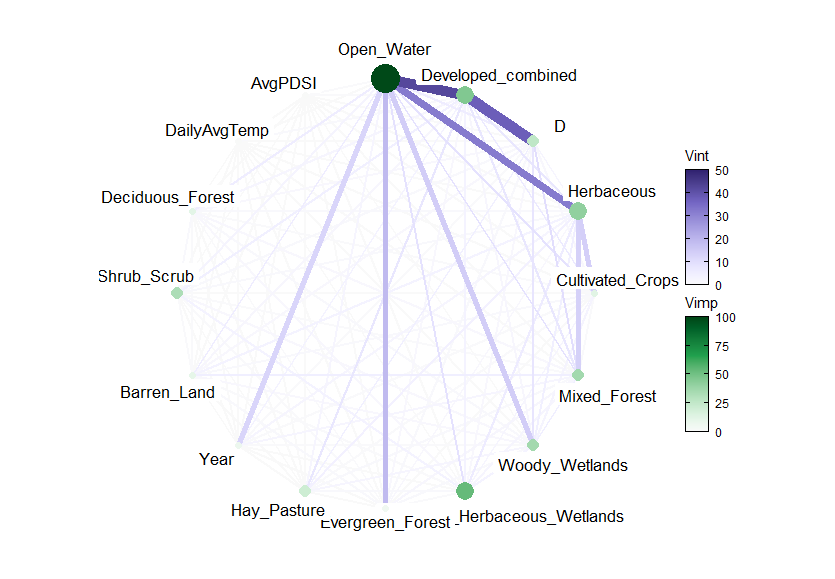 Open_Water
Developed_combined
AvgPDSI
D
DailyAvgTemp
Vint
50
40
30
20
10
0
Deciduous_Forest
Herbaceous
Shrub_Scrub
Cultivated_Crops
Vimp
100
75
50
25
0
Barren_Land
Mixed_Forest
Year
Woody_Wetlands
Hay_Pasture
Evergreen_Forest
_Herbaceous_Wetlands